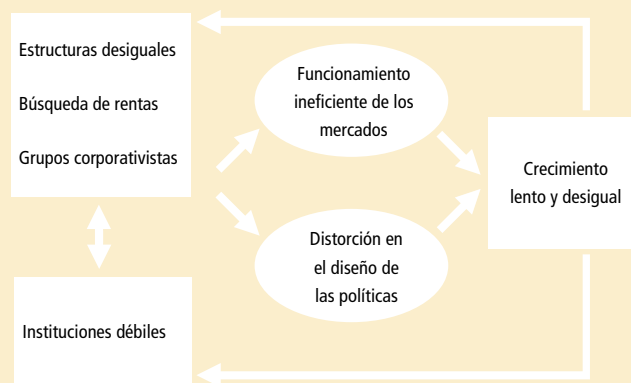 Estructuras desiguales
Búsqueda de rentas
Grupos corporativistas
Funcionamiento
ineficiente de los
mercados
Crecimiento
lento y desigual
Distorción en
el diseño de
las políticas
Instituciones débiles